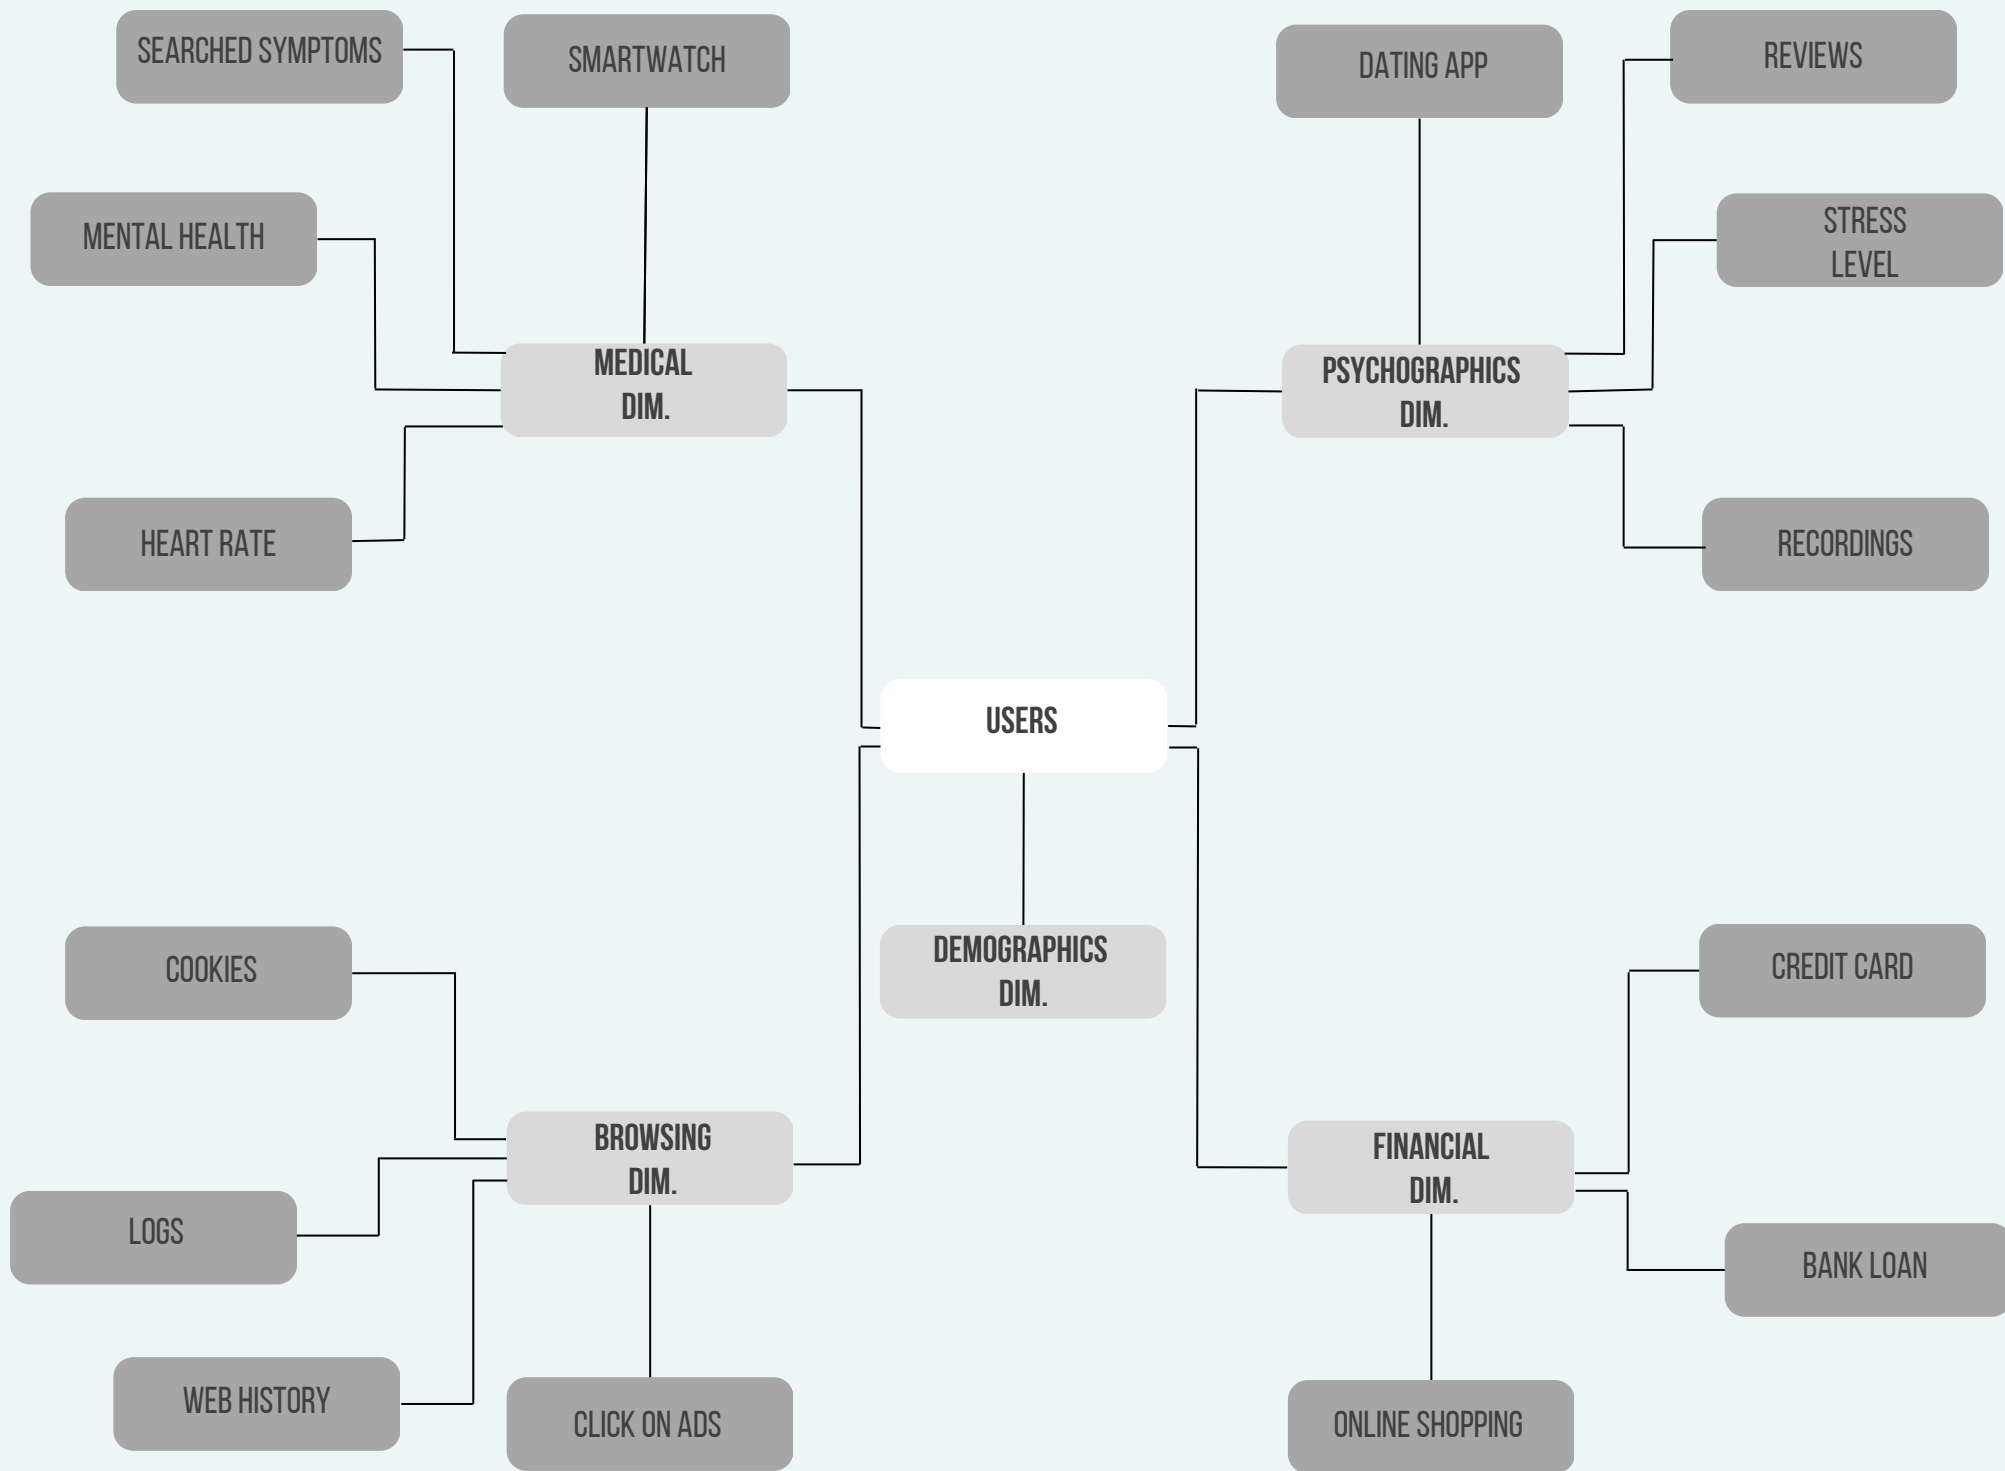 SEARCHED SYMPTOMS
SMARTWATCH
DATING APP
REVIEWS
MENTAL HEALTH
STRESS
LEVEL
MEDICAL
DIM.
PSYCHOGRAPHICS
DIM.
HEART RATE
RECORDINGS
USERS
COOKIES
DEMOGRAPHICS
DIM.
CREDIT CARD
BROWSING
DIM.
FINANCIAL
DIM.
LOGS
BANK LOAN
WEB HISTORY
CLICK ON ADS
ONLINE SHOPPING